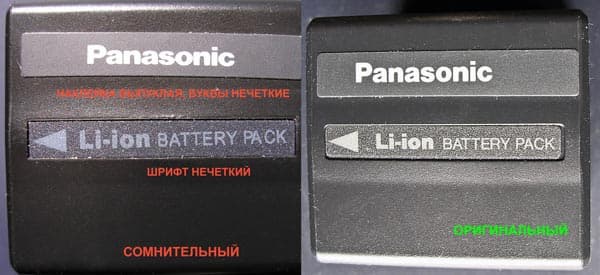 Panasonic
НАКЛЕЙКА ВЫПУКЛАЯ, БУКВЫ НЕЧЕТКИЕ
Li-ion BATTERY PACK
ШРИФТ НЕЧЕТКИЙ
СОМНИТЕЛЬНЫЙ
Panasonic
Li-ion BATTERY PACK
ОРИГИНАЛЬНЫЙ